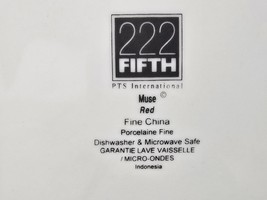 222
FIFTH
PTS International
Muse ©
Red
Fine China
Porcelaine Fine
Dishwasher & Microwave Safe
GARANTIE LAVE VAISSELLE
/ MICRO-ONDES
Indonesia